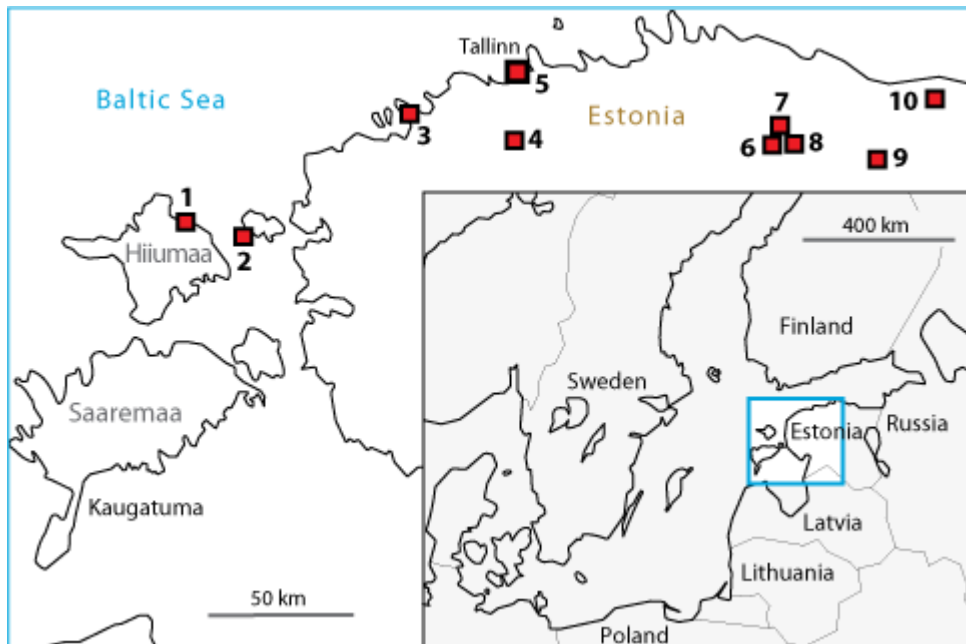 Tallinn
Baltic Sea
5
7
10
3
Estonia
4
6
8
9
1
Hiiumaa
2
400 km
Finland
Sweden
Saaremaa
Estonia
Russia
Kaugatuma
Latvia
Lithuania
50 km
Poland